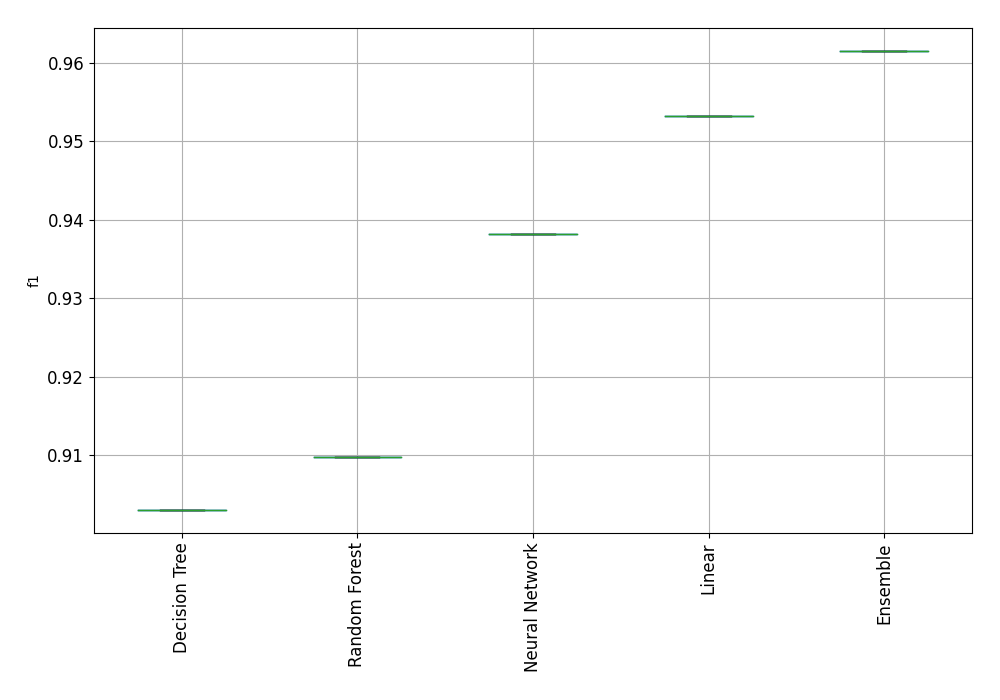 0.96
0.95
0.94
0.93
0.92
0.91
f1
Decision Tree
Random Forest
Neural Network
Linear
Ensemble